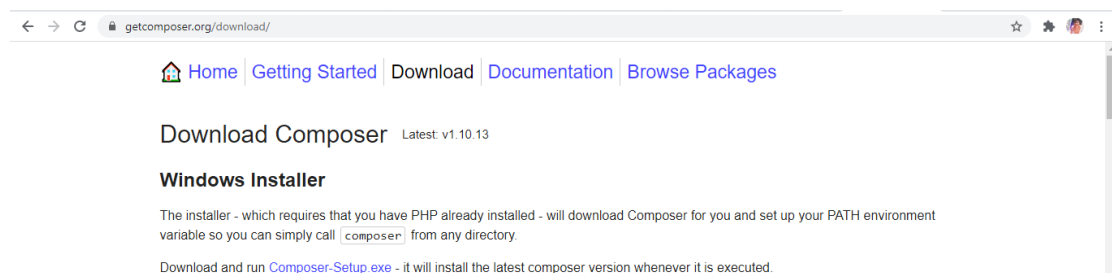 getcomposer.org/download/
Home Getting Started Download Documentation Browse Packages
Download Composer Latest: v1.10.13
Windows Installer
The installer - which requires that you have PHP already installed - will download Composer for you and set up your PATH environment
variable so you can simply call composer from any directory.
Download and run Composer-Setup.exe - it will install the latest composer version whenever it is executed.